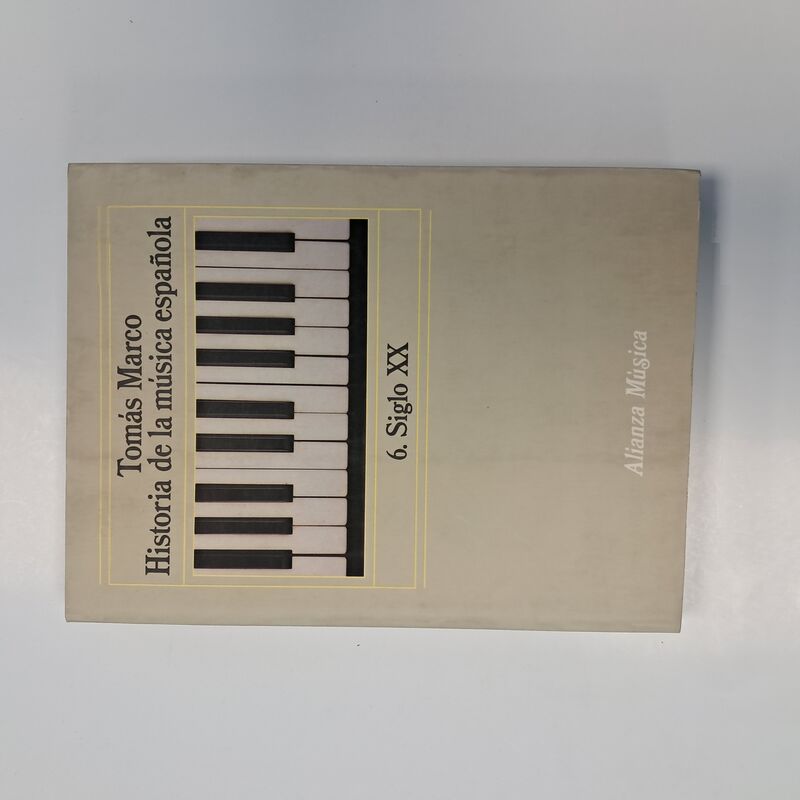 Tomás Marco
Historia de la música española
6. Siglo XX
Alianza Música